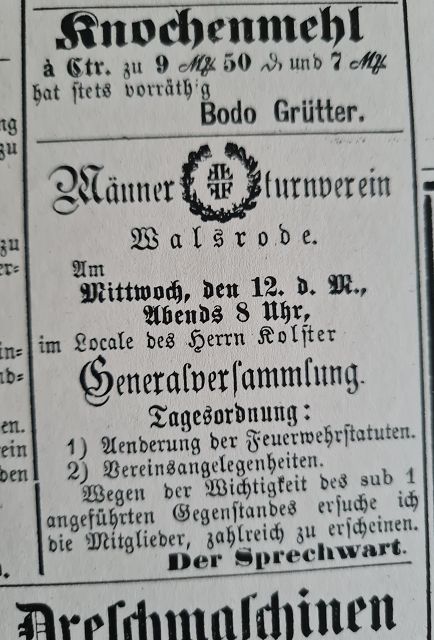 Knochenmehl
à Ctr. zu 9 Mk 50 ₰ und 7 Mk
hat stets vorräthig
Bodo Grütter.
Männerturnverein
Walsrode.
Am
Mittwoch, den 12. d. M.,
Abends 8 Uhr,
im Locale des Herrn Kolster
Generalversammlung.
Tagesordnung:
1) Aenderung der Feuerwehrstatuten.
2) Vereinsangelegenheiten.
Wegen der Wichtigkeit des sub 1
angeführten Gegenstandes ersuche ich
die Mitglieder, zahlreich zu erscheinen.
Der Sprechwart.
Dreschmaschinen